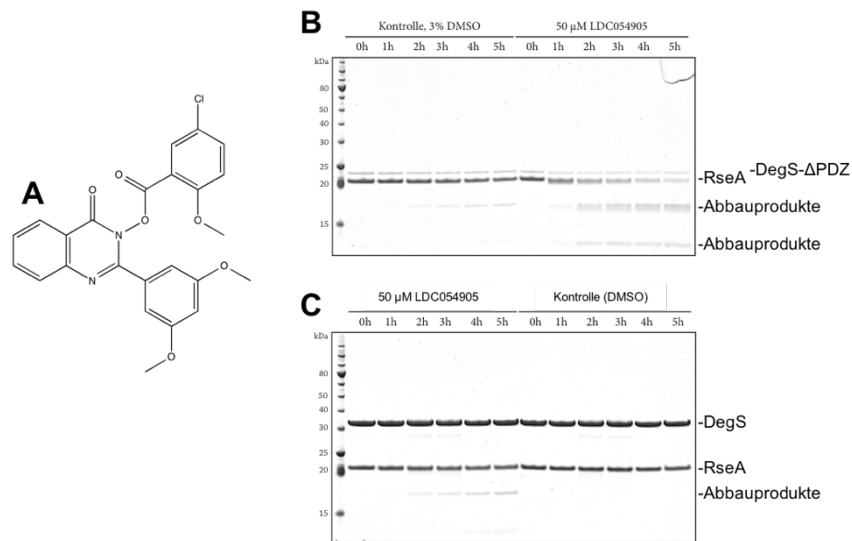 A
Cl
O
O
O
O
N
O
N
O
O
B
Kontrolle, 3% DMSO 50 µM LDC054905
0h 1h 2h 3h 4h 5h 0h 1h 2h 3h 4h 5h
kDa
80
50
40
30
25
20
15
-RseA -DegS-ΔPDZ
-Abbauprodukte
-Abbauprodukte
C
50 µM LDC054905 Kontrolle (DMSO)
0h 1h 2h 3h 4h 5h 0h 1h 2h 3h 4h 5h
kDa
80
50
40
30
25
20
15
-DegS
-RseA
-Abbauprodukte